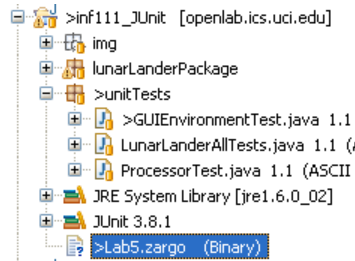 >inf111_JUnit [openlab.ics.uci.edu]
img
lunarLanderPackage
>unitTests
>GUIEnvironmentTest.java 1.1
LunarLanderAllTests.java 1.1 (
ProcessorTest.java 1.1 (ASCII
JRE System Library [jre1.6.0_02]
JUnit 3.8.1
>Lab5.zargo (Binary)